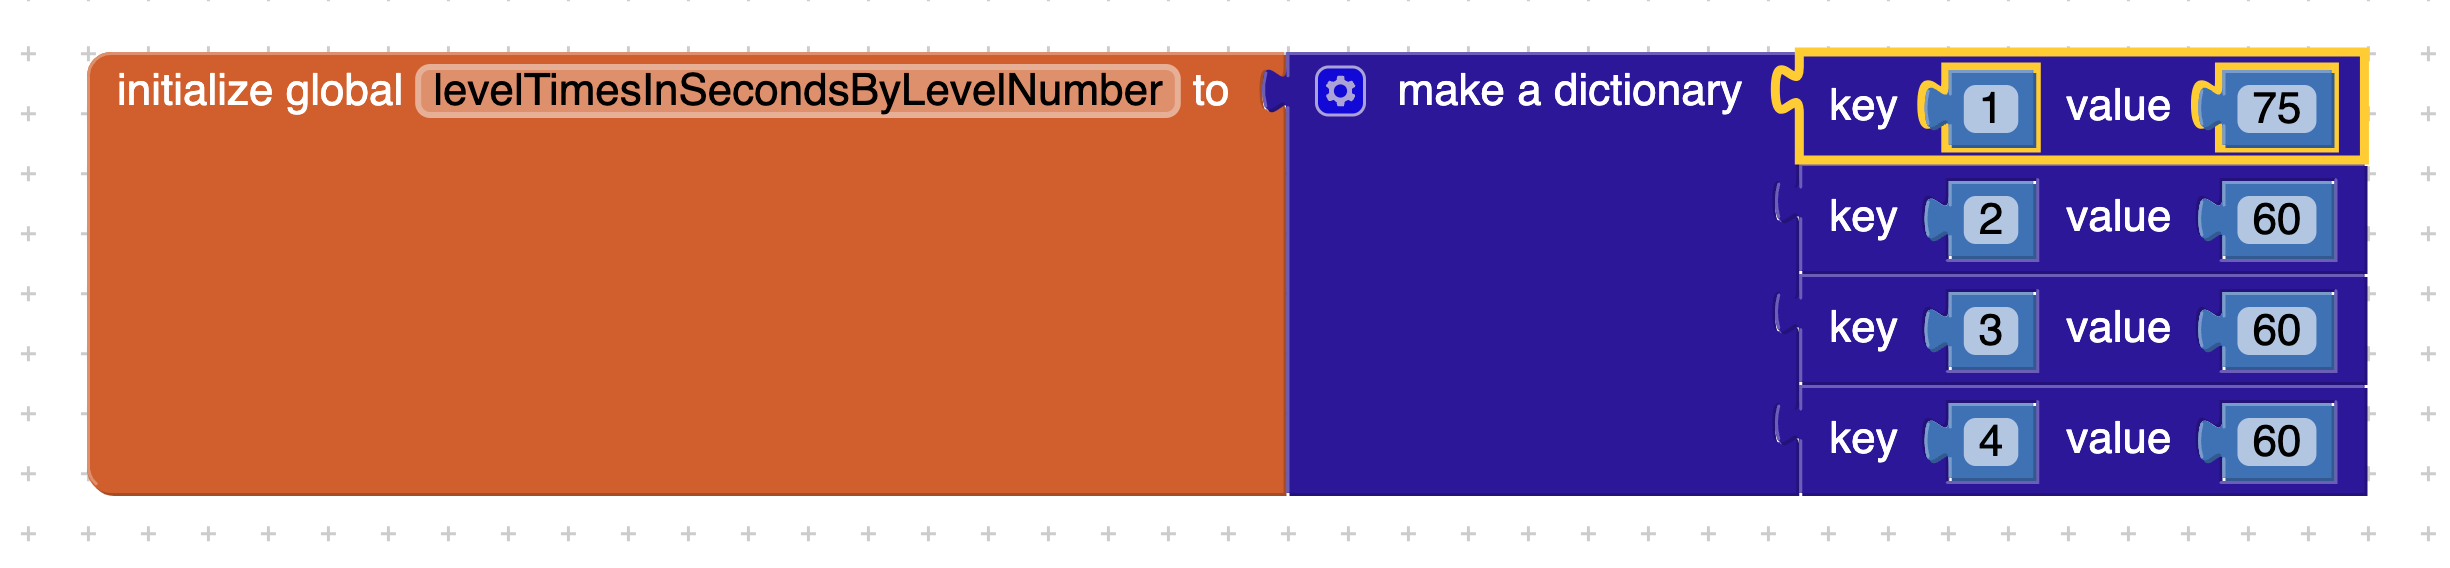 initialize global levelTimesInSecondsByLevelNumber to make a dictionary key 1 value 75
key 2 value 60
key 3 value 60
key 4 value 60